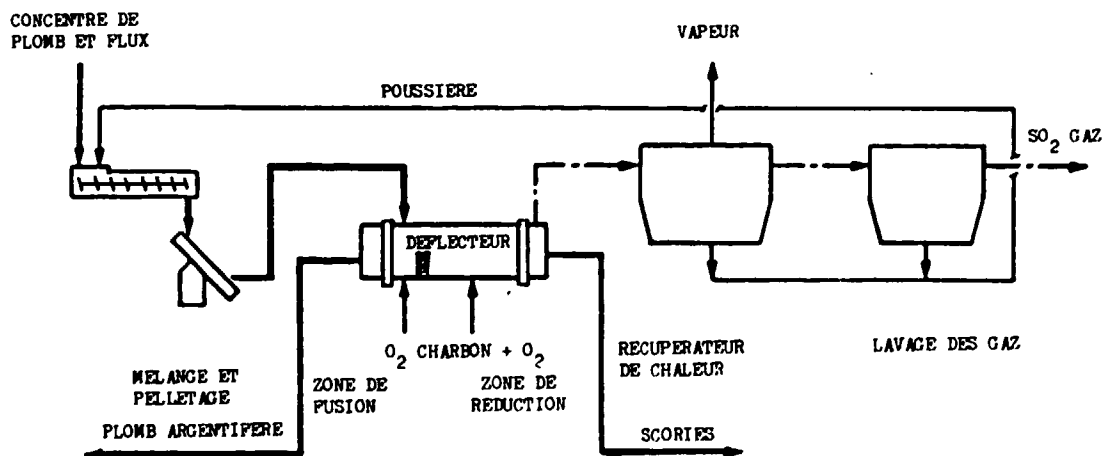 CONCENTRE DE
PLOMB ET FLUX
VAPEUR
POUSSIERE
SO2 GAZ
DEFLECTEUR
O2 CHARBON + O2
RECUPERATEUR
DE CHALEUR
LAVAGE DES GAZ
MELANGE ET
PELLETAGE
ZONE DE
FUSION
ZONE DE
REDUCTION
PLOMB ARGENTIFERE
SCORIES